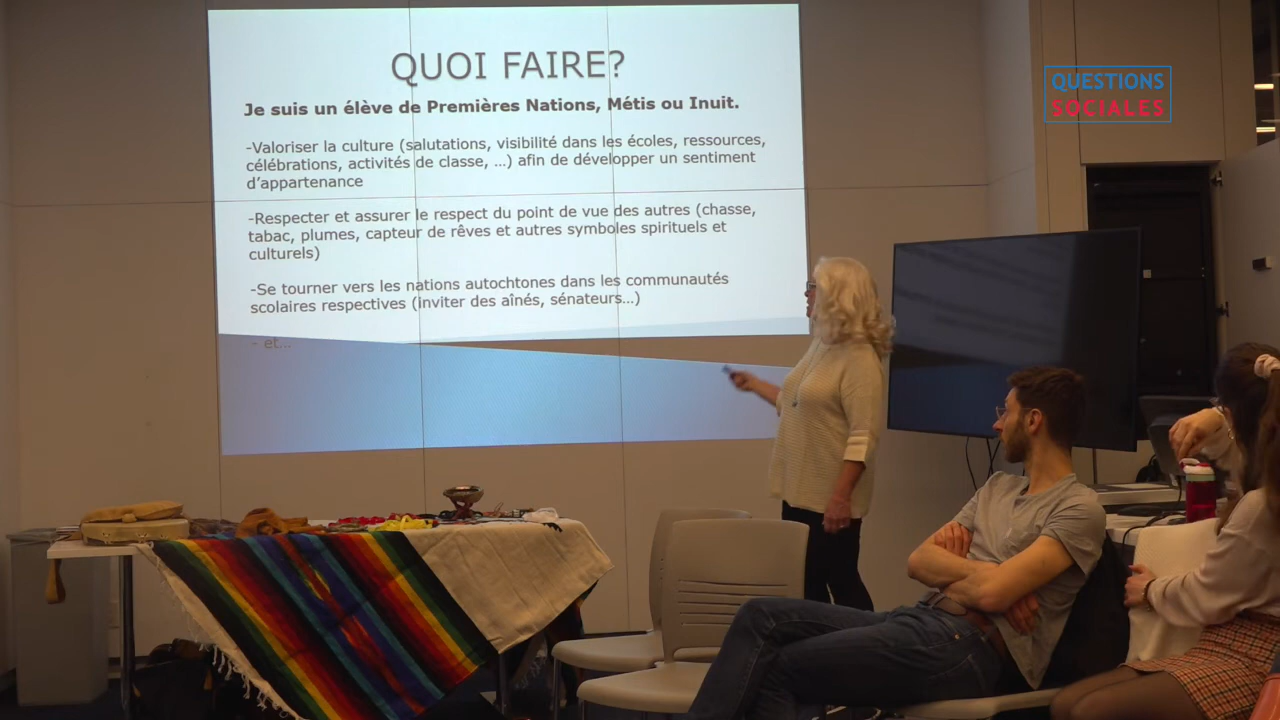 QUOI FAIRE?
Je suis un élève de Premières Nations, Métis ou Inuit.
-Valoriser la culture (salutations, visibilité dans les écoles, ressources,
célébrations, activités de classe, ...) afin de développer un sentiment
d'appartenance
-Respecter et assurer le respect du point de vue des autres (chasse,
tabac, plumes, capteur de rêves et autres symboles spirituels et
culturels)
-Se tourner vers les nations autochtones dans les communautés
scolaires respectives (inviter des aînés, sénateurs...)
- et...
QUESTIONS
SOCIALES